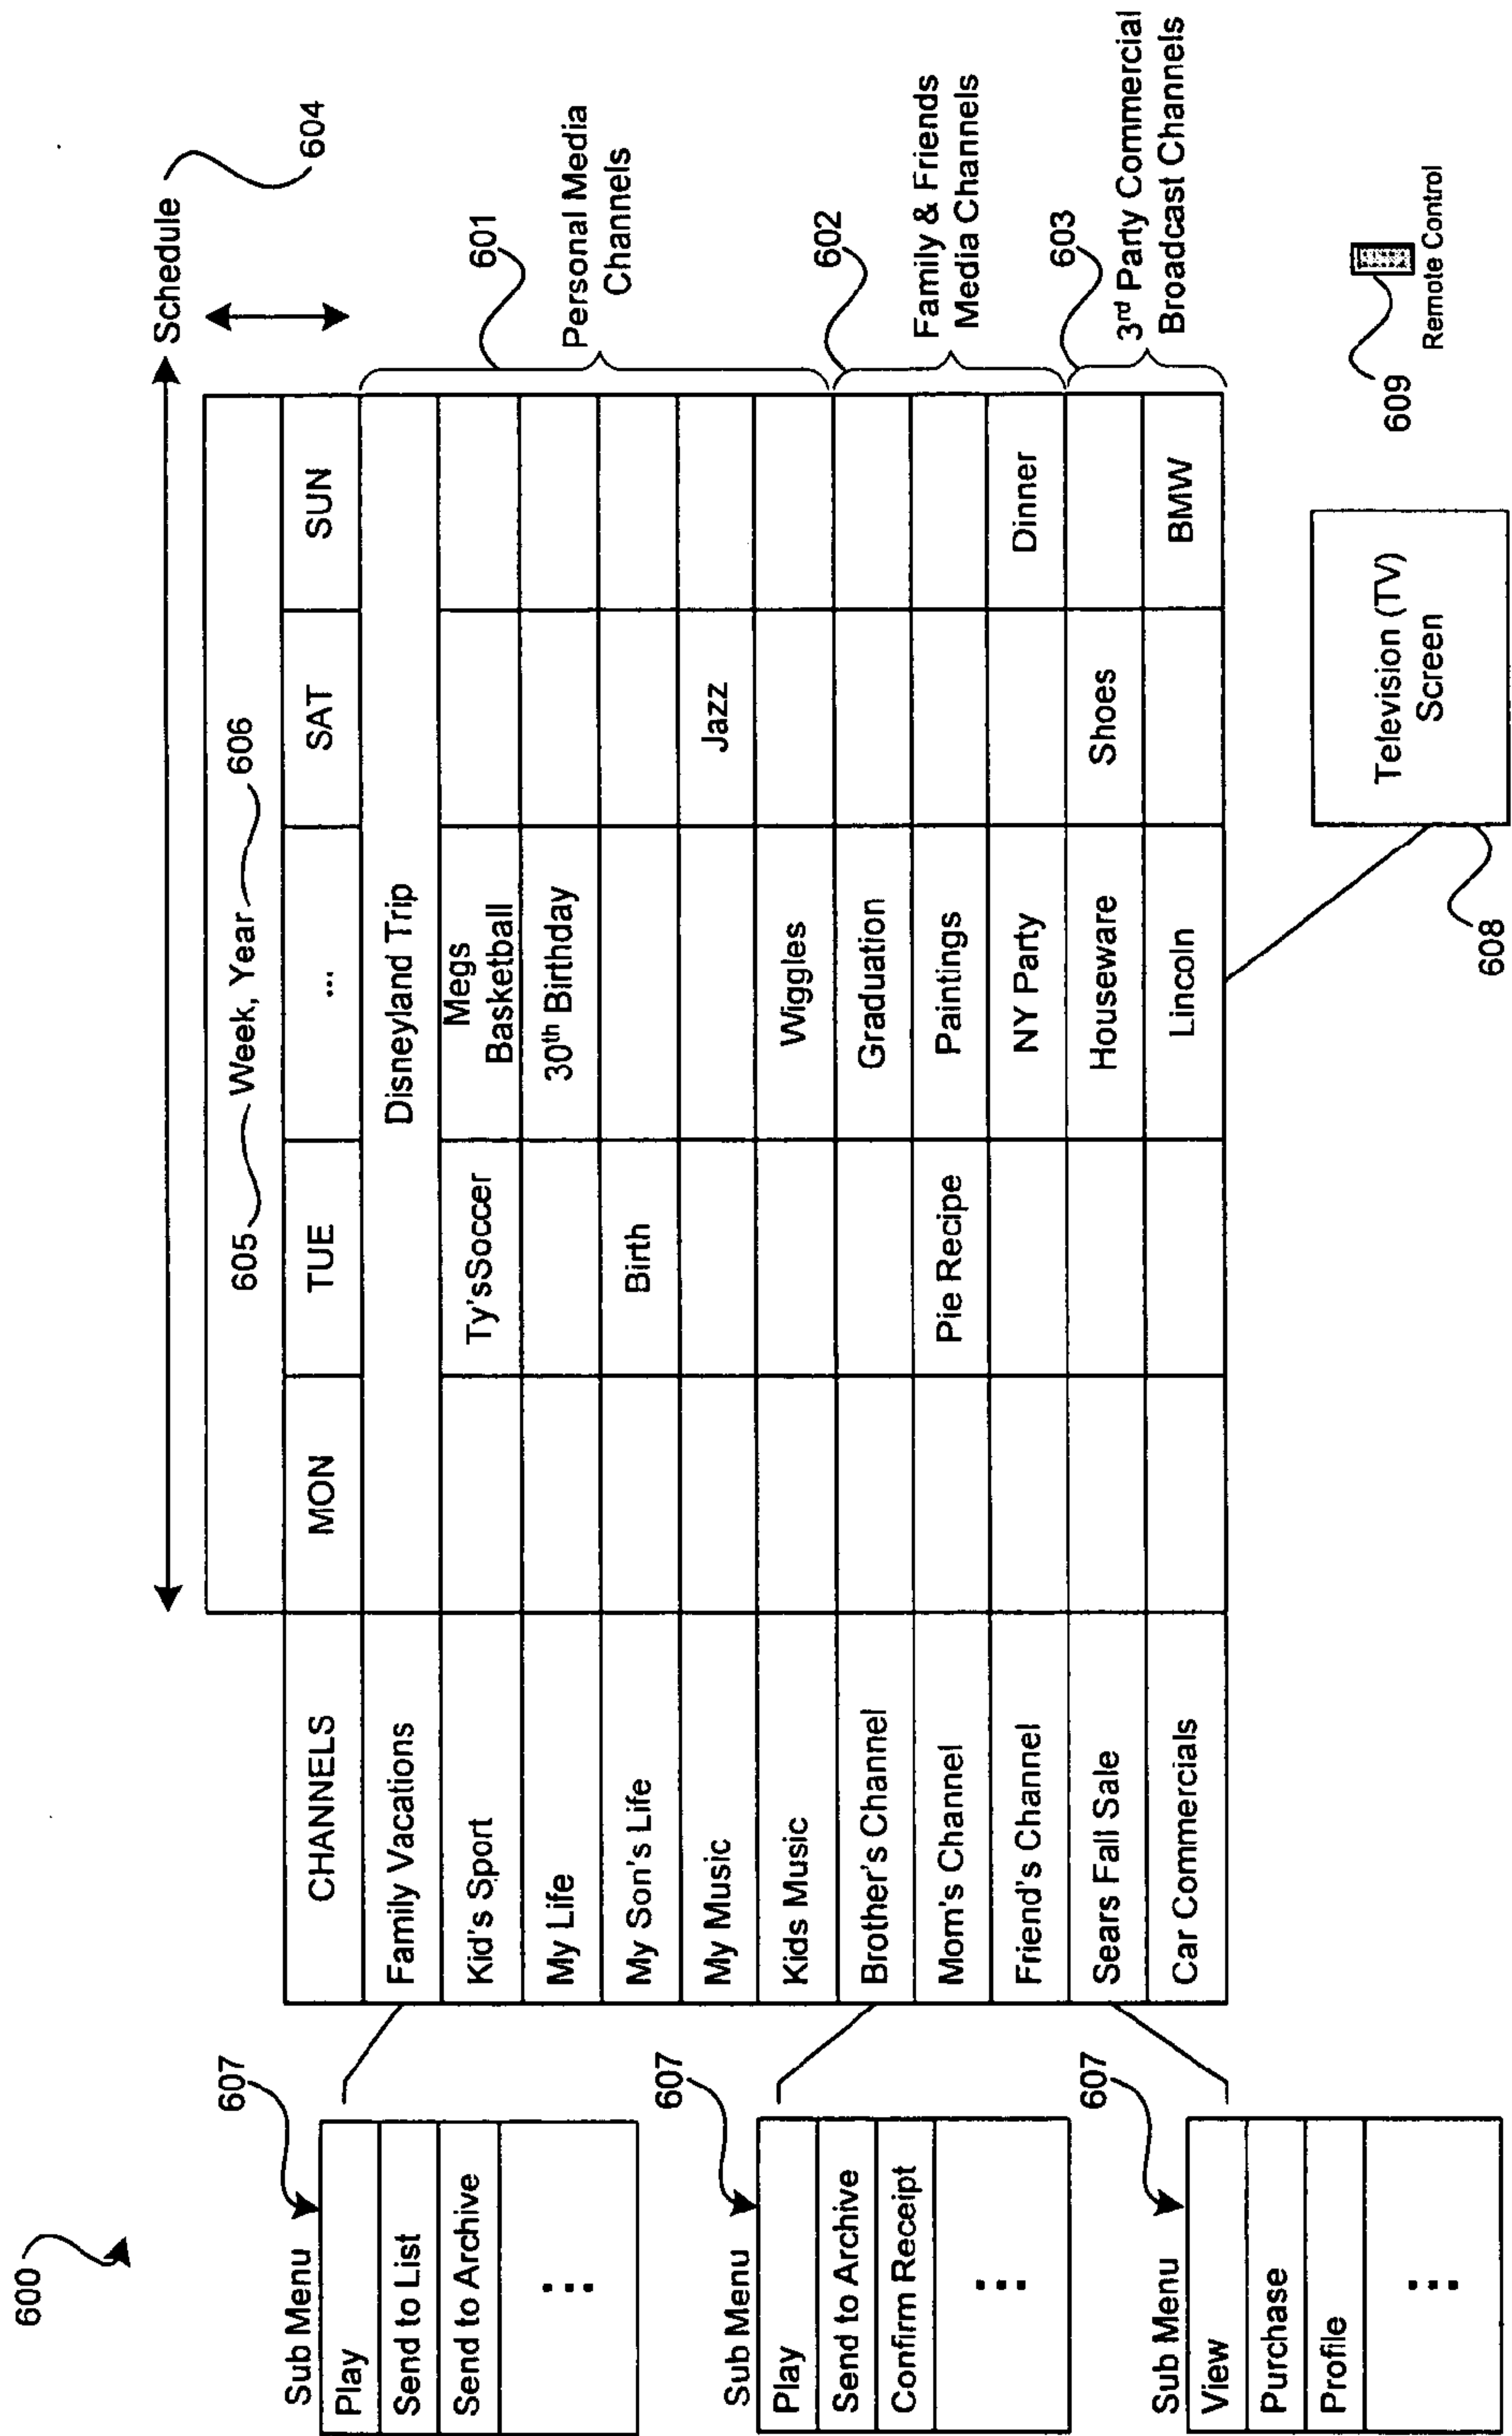 600
Schedule
604
605 Week, Year 606
CHANNELS MON TUE ... SAT SUN
Family Vacations Disneyland Trip
Kid's Sport Ty'sSoccer Megs Basketball
My Life 30th Birthday
My Son's Life Birth
My Music Jazz
Kids Music Wiggles
Brother's Channel Graduation
Mom's Channel Pie Recipe Paintings
Friend's Channel NY Party Dinner
Sears Fall Sale Houseware Shoes
Car Commercials Lincoln BMW
601
Personal Media
Channels
602
Family & Friends
Media Channels
603
3rd Party Commercial
Broadcast Channels
607
Sub Menu
Play
Send to List
Send to Archive
⋮
607
Sub Menu
Play
Send to Archive
Confirm Receipt
⋮
607
Sub Menu
View
Purchase
Profile
⋮
Television (TV)
Screen
608
609
Remote Control